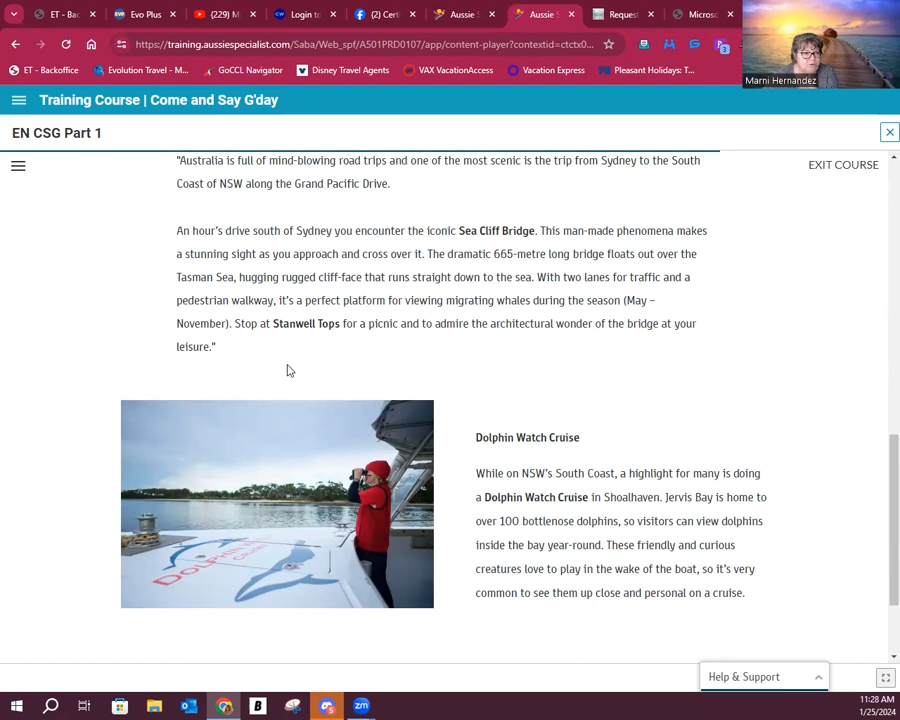 ET - Bac
Evo Plus
(229) M
Login to
(2) Certi
Aussie S
Aussie S
Request
Microso
https://training.aussiespecialist.com/Saba/Web_spf/A501PRD0107/app/content-player?contextid=ctctx0...
3
ET - Backoffice
Evolution Travel - M...
GoCCL Navigator
Disney Travel Agents
VAX VacationAccess
Vacation Express
Pleasant Holidays: T...
Marni Hernandez
Training Course | Come and Say G'day
EN CSG Part 1
EXIT COURSE
"Australia is full of mind-blowing road trips and one of the most scenic is the trip from Sydney to the South
Coast of NSW along the Grand Pacific Drive.
An hour's drive south of Sydney you encounter the iconic Sea Cliff Bridge. This man-made phenomena makes
a stunning sight as you approach and cross over it. The dramatic 665-metre long bridge floats out over the
Tasman Sea, hugging rugged cliff-face that runs straight down to the sea. With two lanes for traffic and a
pedestrian walkway, it's a perfect platform for viewing migrating whales during the season (May –
November). Stop at Stanwell Tops for a picnic and to admire the architectural wonder of the bridge at your
leisure."
Dolphin Watch Cruise
While on NSW's South Coast, a highlight for many is doing
a Dolphin Watch Cruise in Shoalhaven. Jervis Bay is home to
over 100 bottlenose dolphins, so visitors can view dolphins
inside the bay year-round. These friendly and curious
creatures love to play in the wake of the boat, so it's very
common to see them up close and personal on a cruise.
Help & Support
11:28 AM
1/25/2024